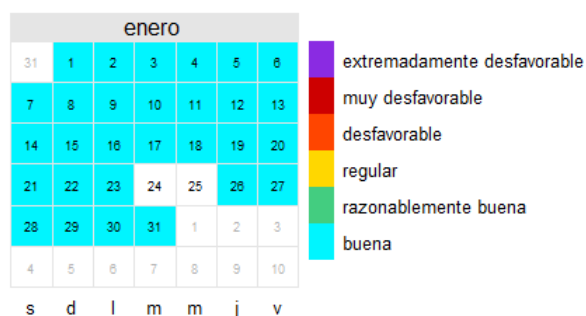 enero
31 1 2 3 4 5 6
7 8 9 10 11 12 13
14 15 16 17 18 19 20
21 22 23 24 25 26 27
28 29 30 31 1 2 3
4 5 6 7 8 9 10
s d l m m j v
extremadamente desfavorable
muy desfavorable
desfavorable
regular
razonablemente buena
buena